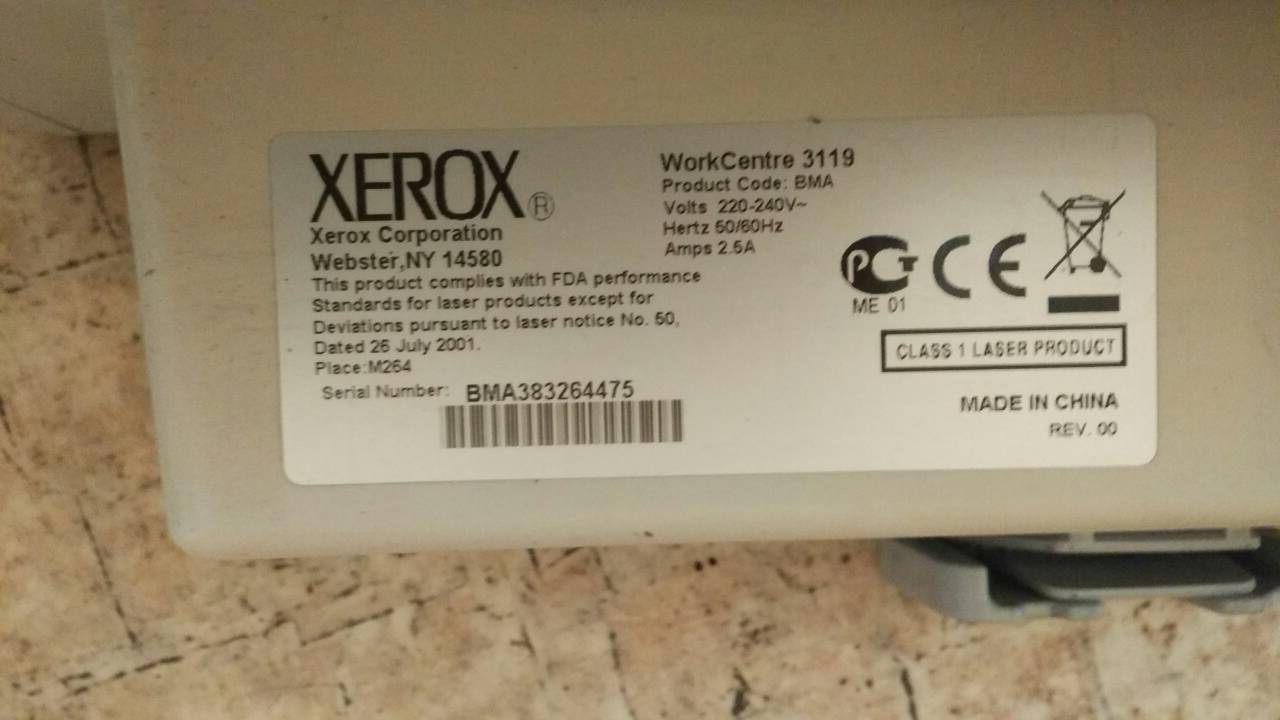 XEROX®
Xerox Corporation
Webster,NY 14580
This product complies with FDA performance
Standards for laser products except for
Deviations pursuant to laser notice No. 50,
Dated 26 July 2001.
Place:M264
Serial Number: BMA383264475
WorkCentre 3119
Product Code: BMA
Volts 220-240V~
Hertz 50/60Hz
Amps 2.5A
РСТ
ME 01
CE
CLASS 1 LASER PRODUCT
MADE IN CHINA
REV. 00